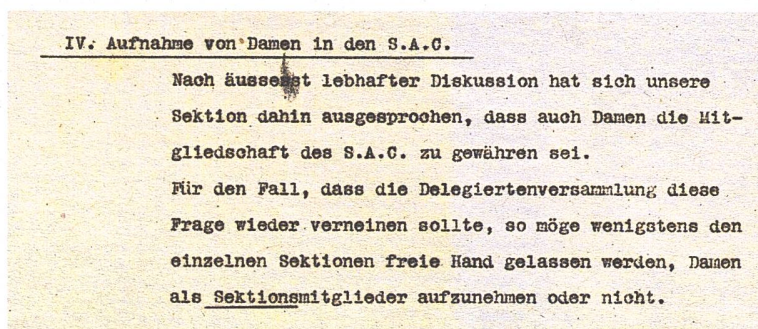 IV. Aufnahme von Damen in den S.A.C.
Nach äusserst lebhafter Diskussion hat sich unsere
Sektion dahin ausgesprochen, dass auch Damen die Mit-
gliedschaft des S.A.C. zu gewähren sei.
Für den Fall, dass die Delegiertenversammlung diese
Frage wieder verneinen sollte, so möge wenigstens den
einzelnen Sektionen freie Hand gelassen werden, Damen
als Sektionsmitglieder aufzunehmen oder nicht.